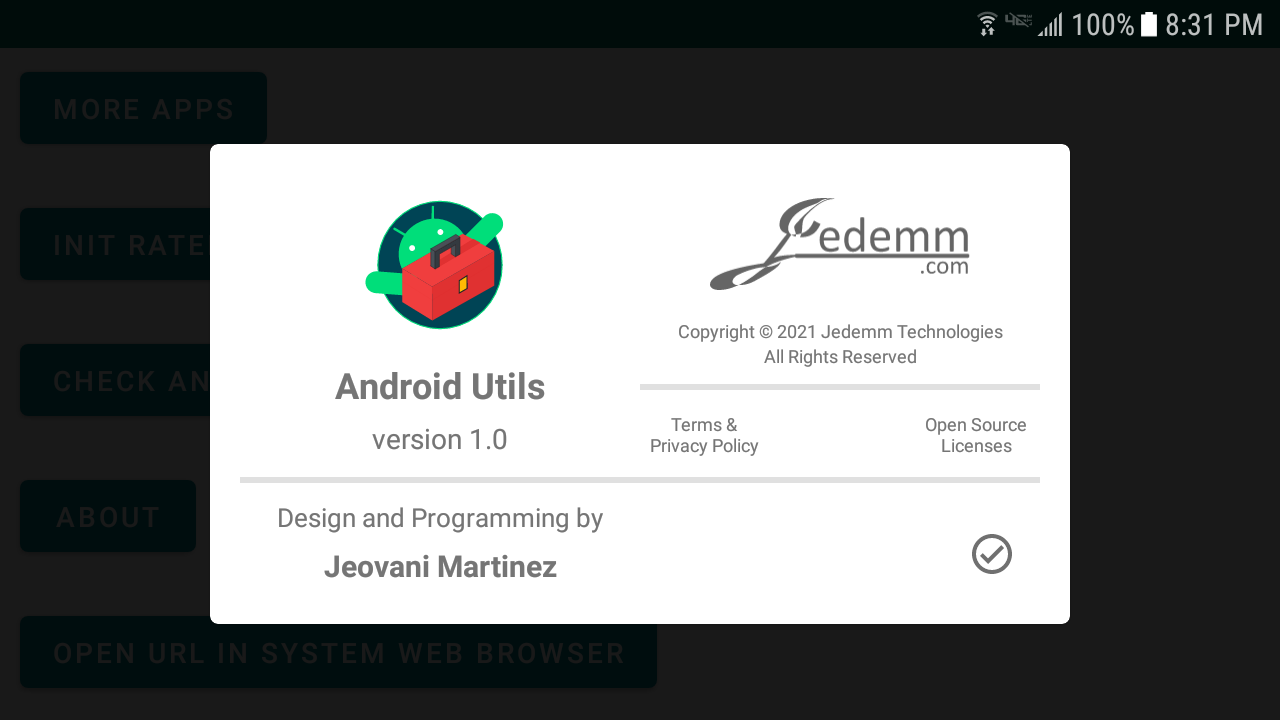 100% 8:31 PM
MORE APPS
INIT RATE
CHECK AN
ABOUT
OPEN URL IN SYSTEM WEB BROWSER
Android Utils
version 1.0
Jedemm
.com
Copyright © 2021 Jedemm Technologies
All Rights Reserved
Terms &
Privacy Policy
Open Source
Licenses
Design and Programming by
Jeovani Martinez